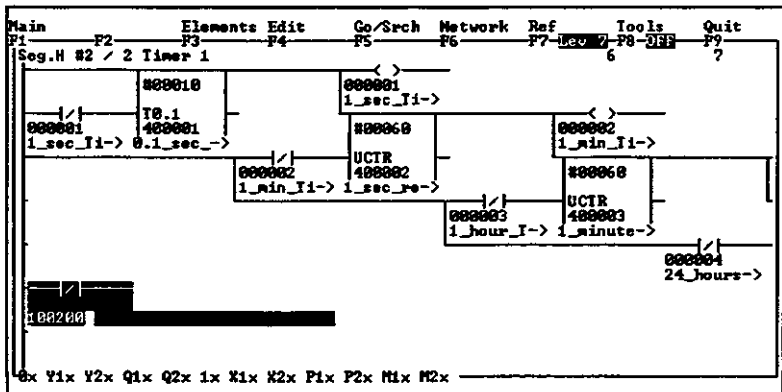 Main Elements Edit Go/Srch Network Ref Tools Quit
F1 F2 F3 F4 F5 F6 F7 Lev 7 F8 OFF F9
Seg.H #2 / 2 Timer 1 6 ?
#00010 000001
T0.1 1_sec_Ti->
000001 400001 #00060 000002
1_sec_Ti-> 0.1_sec_-> UCTR 1_min_Ti->
000002 400002 #00060
1_min_Ti-> 1_sec_re-> UCTR
000003 400003
1_hour_T-> 1_minute->
000004
24_hours->
100200
0x Y1x Y2x Q1x Q2x 1x X1x X2x P1x P2x M1x M2x